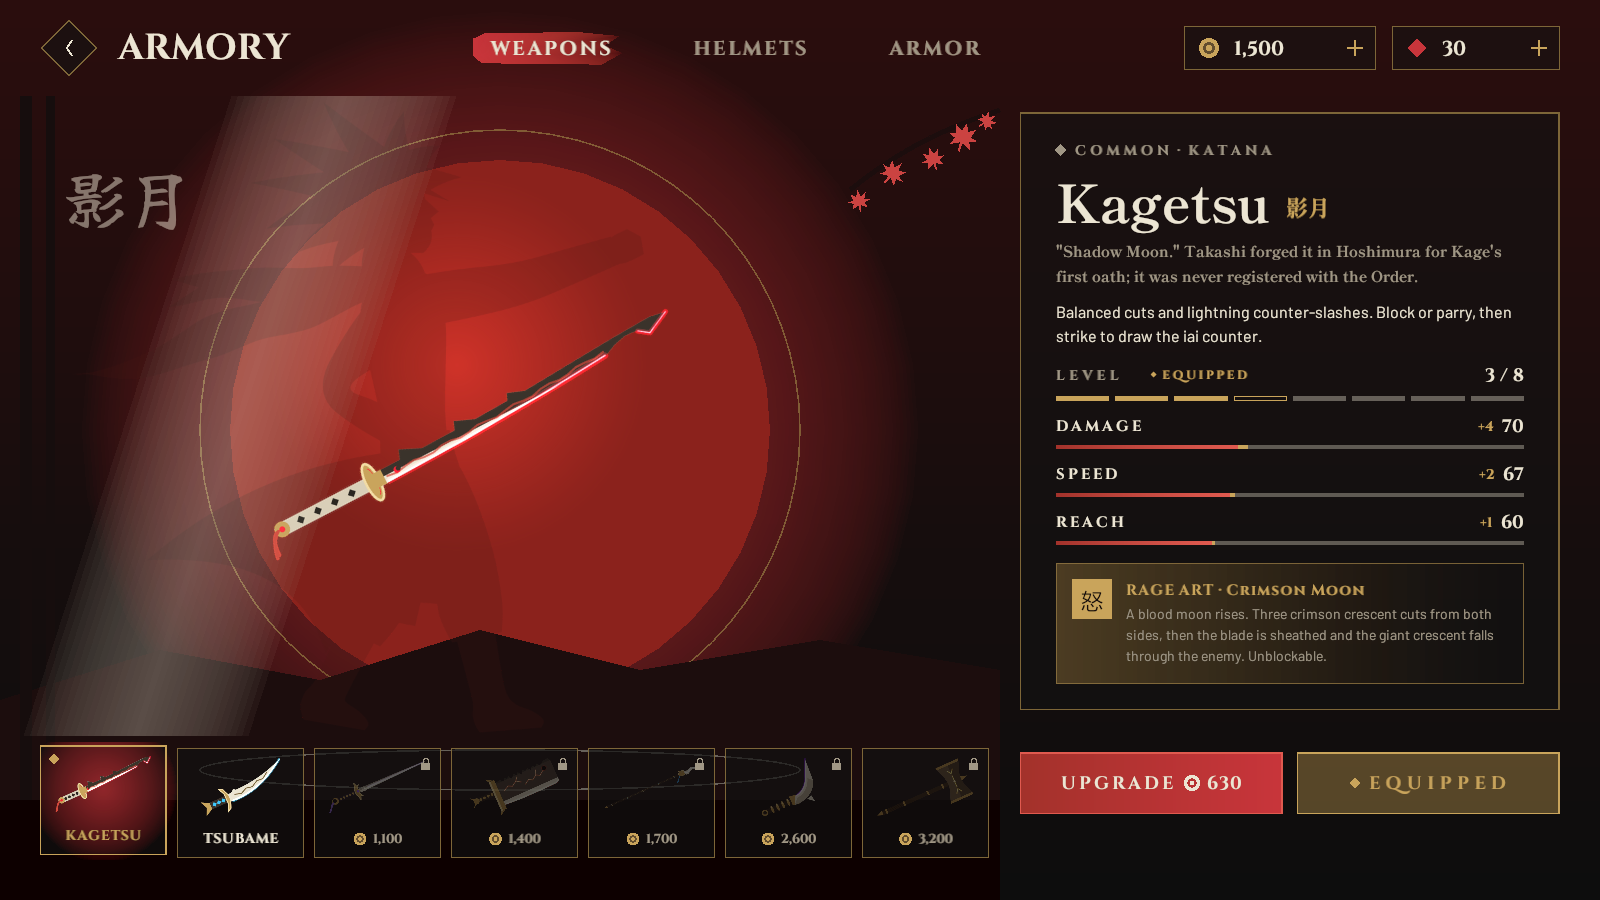 ARMORY
WEAPONS
HELMETS
ARMOR
1,500
30
影月
COMMON · KATANA
Kagetsu 影月
"Shadow Moon." Takashi forged it in Hoshimura for Kage's
first oath; it was never registered with the Order.
Balanced cuts and lightning counter-slashes. Block or parry, then
strike to draw the iai counter.
LEVEL EQUIPPED 3 / 8
DAMAGE +4 70
SPEED +2 67
REACH +1 60
怒
RAGE ART · CRIMSON MOON
A blood moon rises. Three crimson crescent cuts from both
sides, then the blade is sheathed and the giant crescent falls
through the enemy. Unblockable.
KAGETSU
TSUBAME
1,100
1,400
1,700
2,600
3,200
UPGRADE 630
EQUIPPED